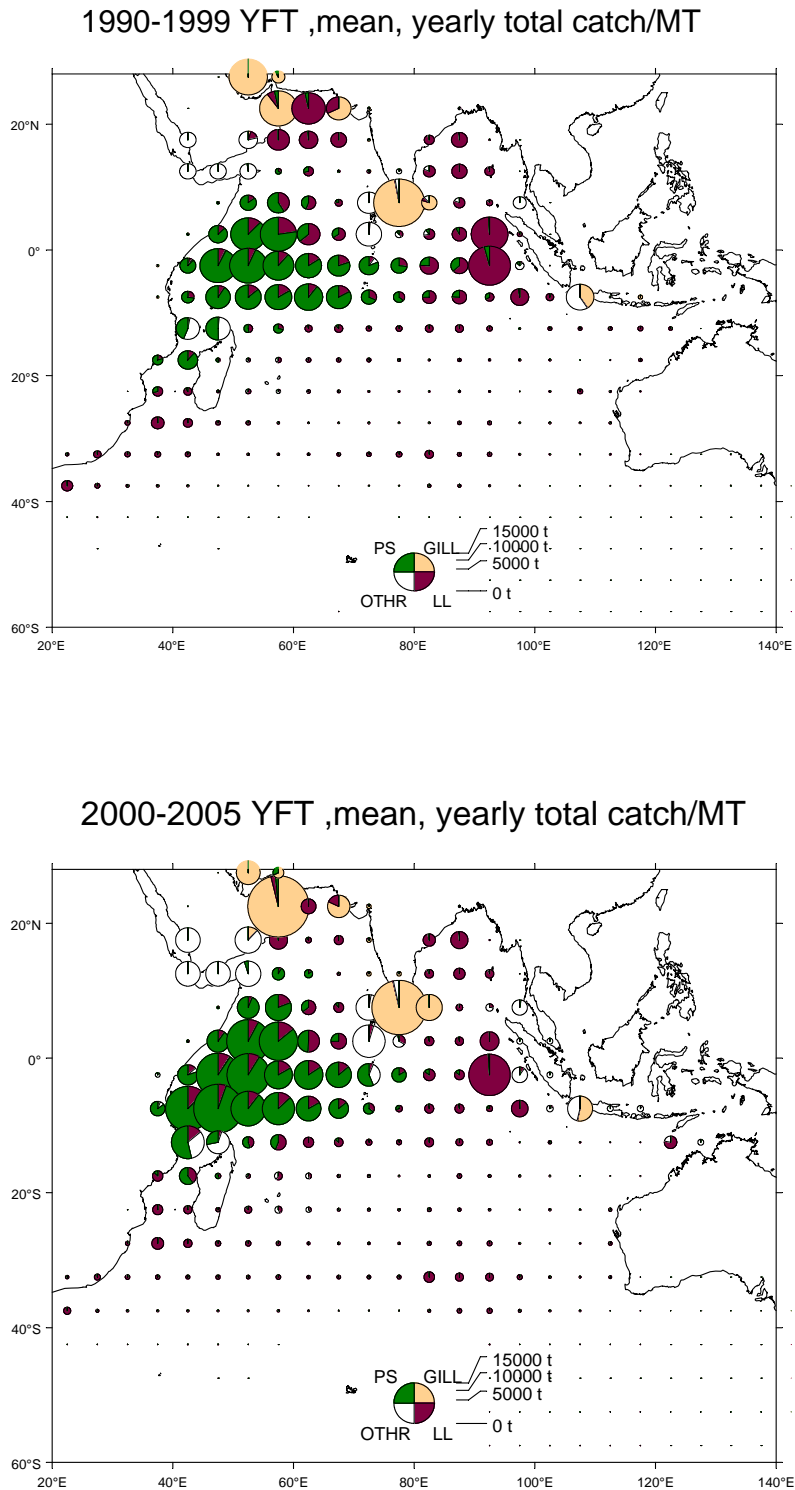 1990-1999 YFT ,mean, yearly total catch/MT
20°N
0°
20°S
40°S
60°S
20°E 40°E 60°E 80°E 100°E 120°E 140°E
PS GILL
OTHR LL
15000 t
10000 t
5000 t
0 t
2000-2005 YFT ,mean, yearly total catch/MT
20°N
0°
20°S
40°S
60°S
20°E 40°E 60°E 80°E 100°E 120°E 140°E
PS GILL
OTHR LL
15000 t
10000 t
5000 t
0 t